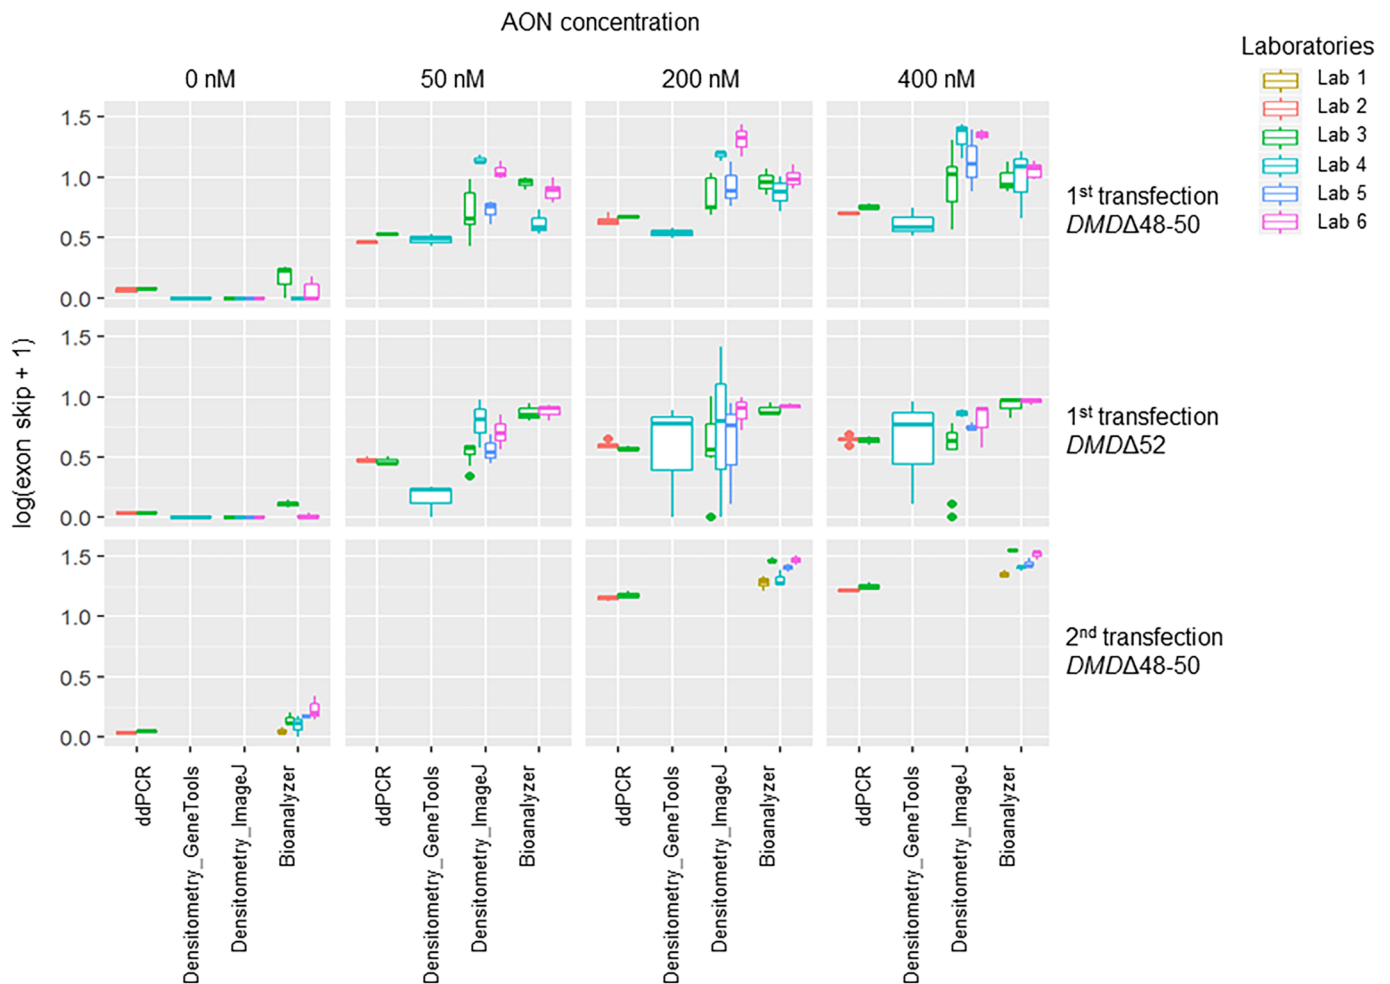 AON concentration
0 nM
50 nM
200 nM
400 nM
Laboratories
Lab 1
Lab 2
Lab 3
Lab 4
Lab 5
Lab 6
log(exon skip + 1)
1.5
1.0
0.5
0.0
1st transfection
DMDΔ48-50
1.5
1.0
0.5
0.0
1st transfection
DMDΔ52
1.5
1.0
0.5
0.0
2nd transfection
DMDΔ48-50
ddPCR
Densitometry_GeneTools
Densitometry_ImageJ
Bioanalyzer
ddPCR
Densitometry_GeneTools
Densitometry_ImageJ
Bioanalyzer
ddPCR
Densitometry_GeneTools
Densitometry_ImageJ
Bioanalyzer
ddPCR
Densitometry_GeneTools
Densitometry_ImageJ
Bioanalyzer